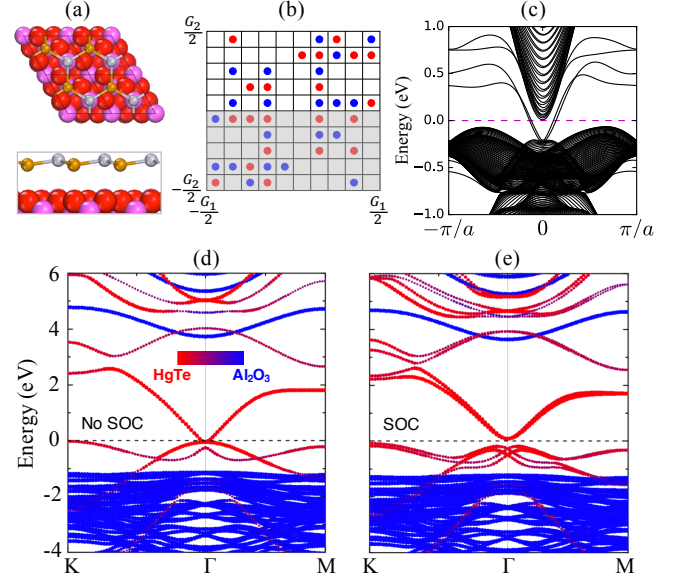 (a)
(b)
(c)
G₂/2
-G₂/2
-G₁/2
G₁/2
Energy (eV)
1.0
0.5
0.0
−0.5
−1.0
−π/a
0
π/a
(d)
(e)
Energy (eV)
6
4
2
0
-2
-4
HgTe
Al₂O₃
No SOC
SOC
K
Γ
M
K
Γ
M